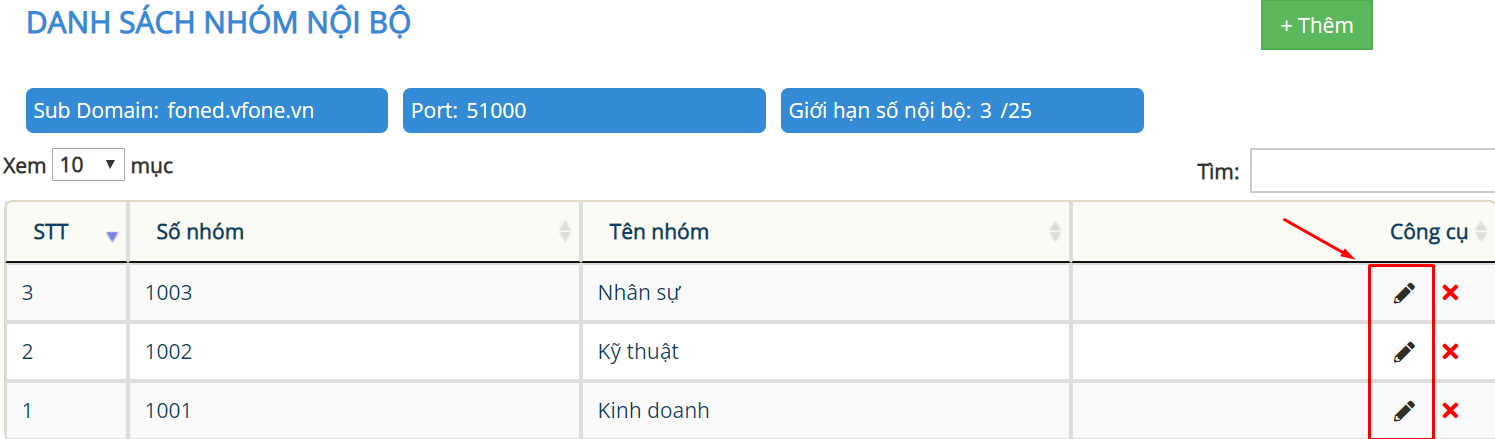 DANH SÁCH NHÓM NỘI BỘ
+ Thêm
Sub Domain: foned.vfone.vn Port: 51000 Giới hạn số nội bộ: 3 /25
Xem 10 mục
Tìm:
STT Số nhóm Tên nhóm Công cụ
3 1003 Nhân sự
2 1002 Kỹ thuật
1 1001 Kinh doanh